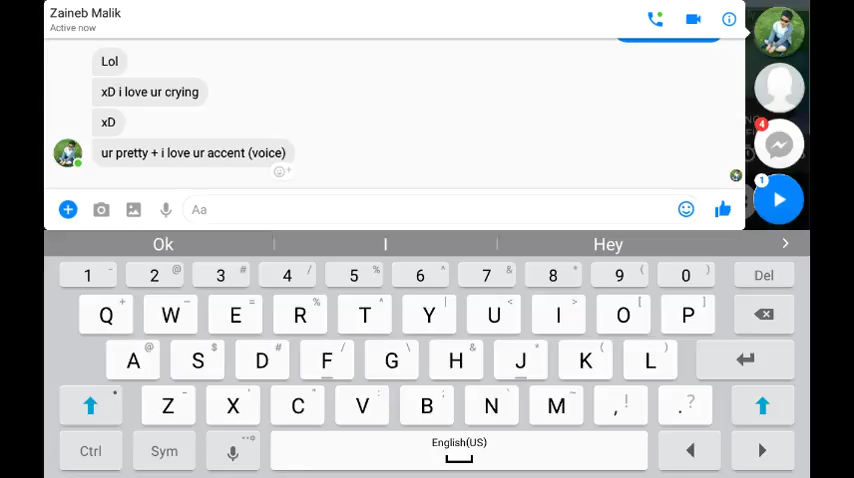 Zaineb Malik
Active now
Lol
xD i love ur crying
xD
ur pretty + i love ur accent (voice)
4
1
Aa
Ok I Hey >
1 - 2 @ 3 # 4 / 5 % 6 ^ 7 & 8 * 9 ( 0 ) Del
Q + W – E = R % T ^ Y | U < I > O [ P ]
A @ S $ D # F / G \ H & J * K ( L )
Z - X ' C " V : B ; N ` M ~ , ! . ?
Ctrl Sym English(US)